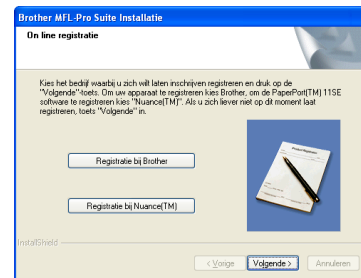 Brother MFL-Pro Suite Installatie
On line registratie
Kies het bedrijf waarbij u zich wilt laten inschrijven registreren en druk op de
"Volgende"-toets. Om uw apparaat te registreren kies Brother, om de PaperPort(TM) 11SE
software te registreren kies "Nuance(TM)". Als u zich liever niet op dit moment laat
registreren, toets "Volgende" in.
Registratie bij Brother
Registratie bij Nuance(TM)
InstallShield
< Vorige
Volgende >
Annuleren